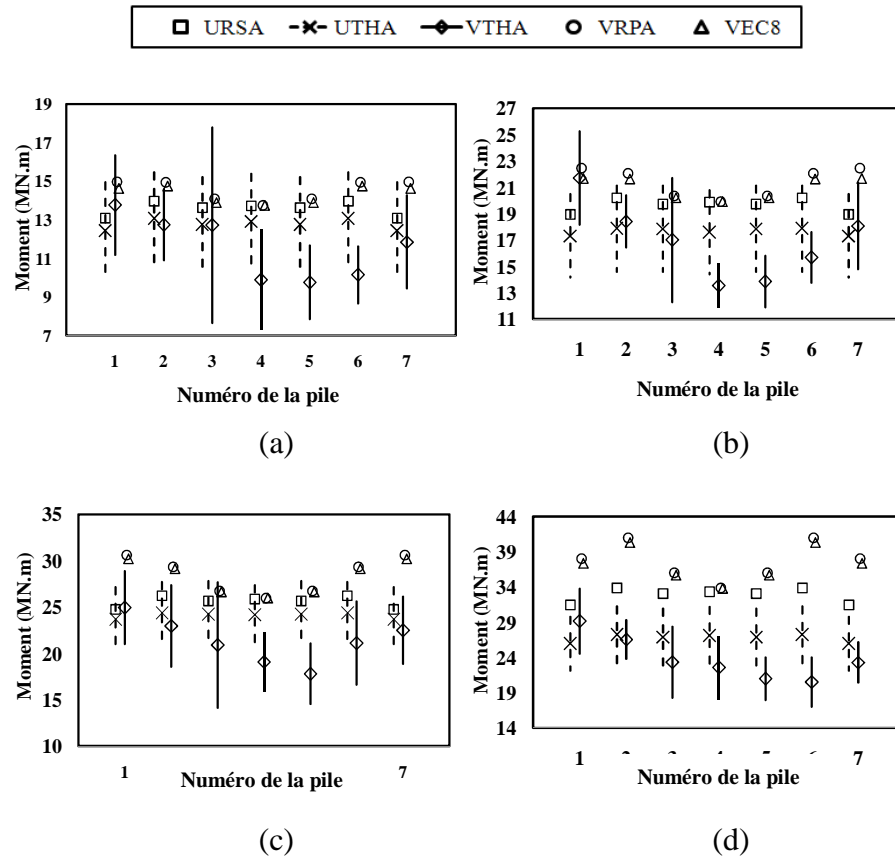 URSA UTHA VTHA VRPA VEC8
19
17
15
13
11
9
7
Moment (MN.m)
1 2 3 4 5 6 7
Numéro de la pile
(a)
27
25
23
21
19
17
15
13
11
Moment (MN.m)
1 2 3 4 5 6 7
Numéro de la pile
(b)
35
30
25
20
15
10
Moment (MN.m)
1 7
Numéro de la pile
(c)
44
39
34
29
24
19
14
Moment (MN.m)
1 2 3 4 5 6 7
Numéro de la pile
(d)